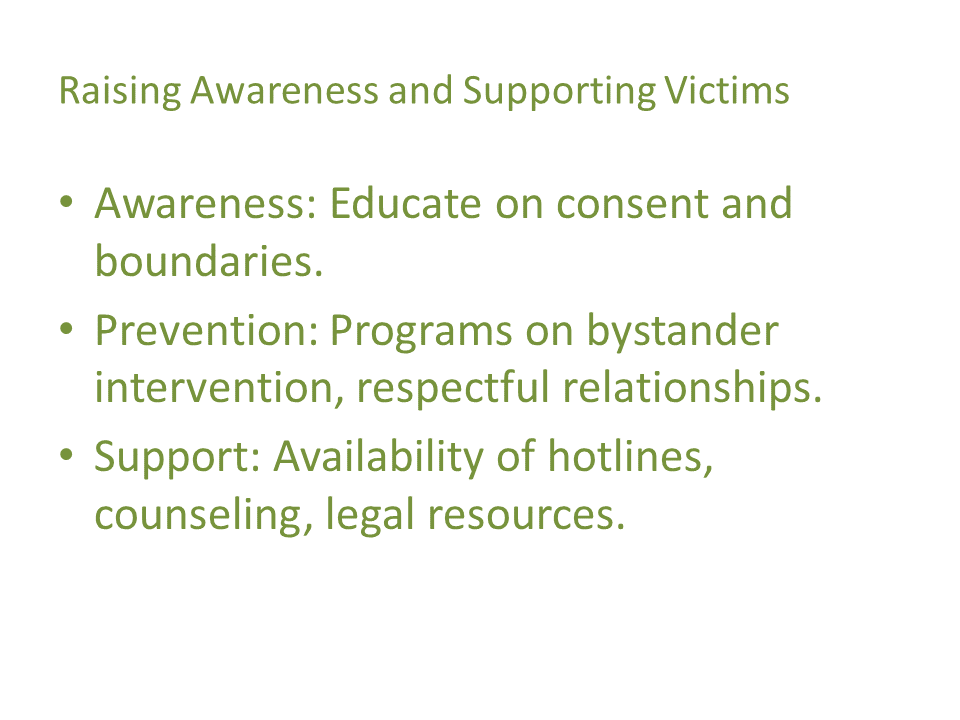 Raising Awareness and Supporting Victims
• Awareness: Educate on consent and
boundaries.
• Prevention: Programs on bystander
intervention, respectful relationships.
• Support: Availability of hotlines,
counseling, legal resources.